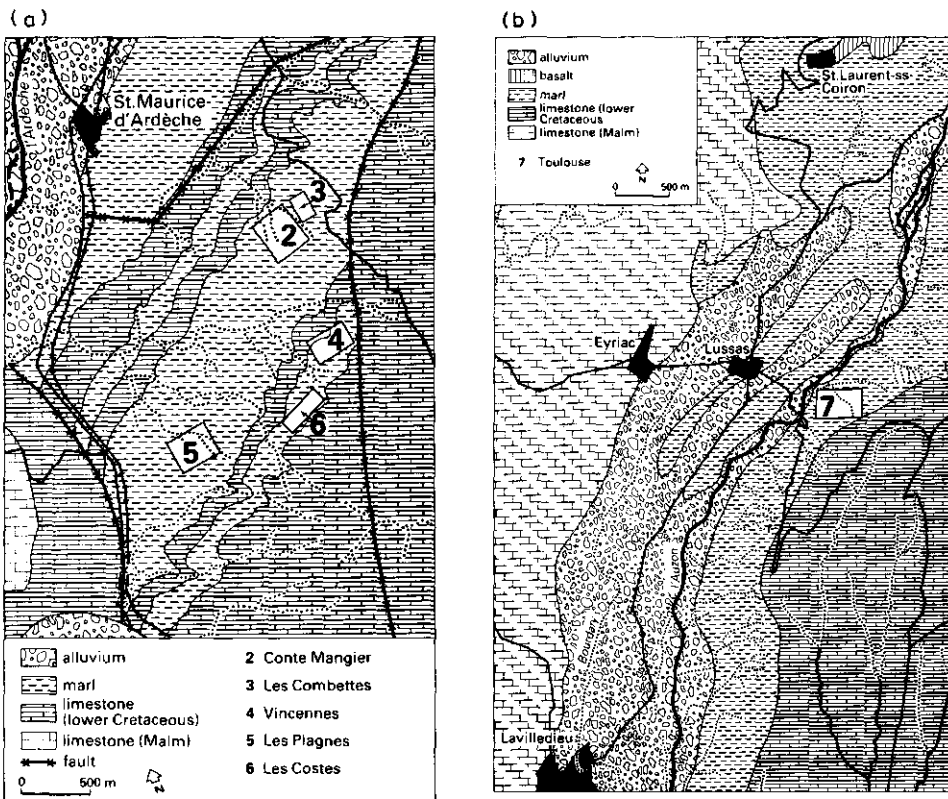 (a)
Ardèche
St.Maurice-
d'Ardèche
3
2
4
6
5
alluvium
marl
limestone
(lower Cretaceous)
limestone (Malm)
fault
0 500 m
N
2 Conte Mangier
3 Les Combettes
4 Vincennes
5 Les Plagnes
6 Les Costes
(b)
alluvium
basalt
marl
limestone (lower
Cretaceous)
limestone (Malm)
7 Toulouse
N
0 500 m
St.Laurent-ss
Coiron
Eyriac
Lussas
7
Lavilledieu